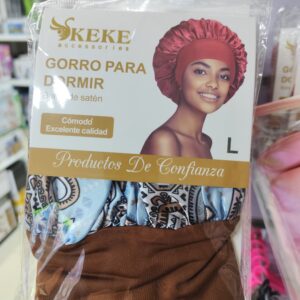 KEKE
accessories
GORRO PARA
DORMIR
de satén
Cómodo
Excelente calidad
L
Productos De Confianza